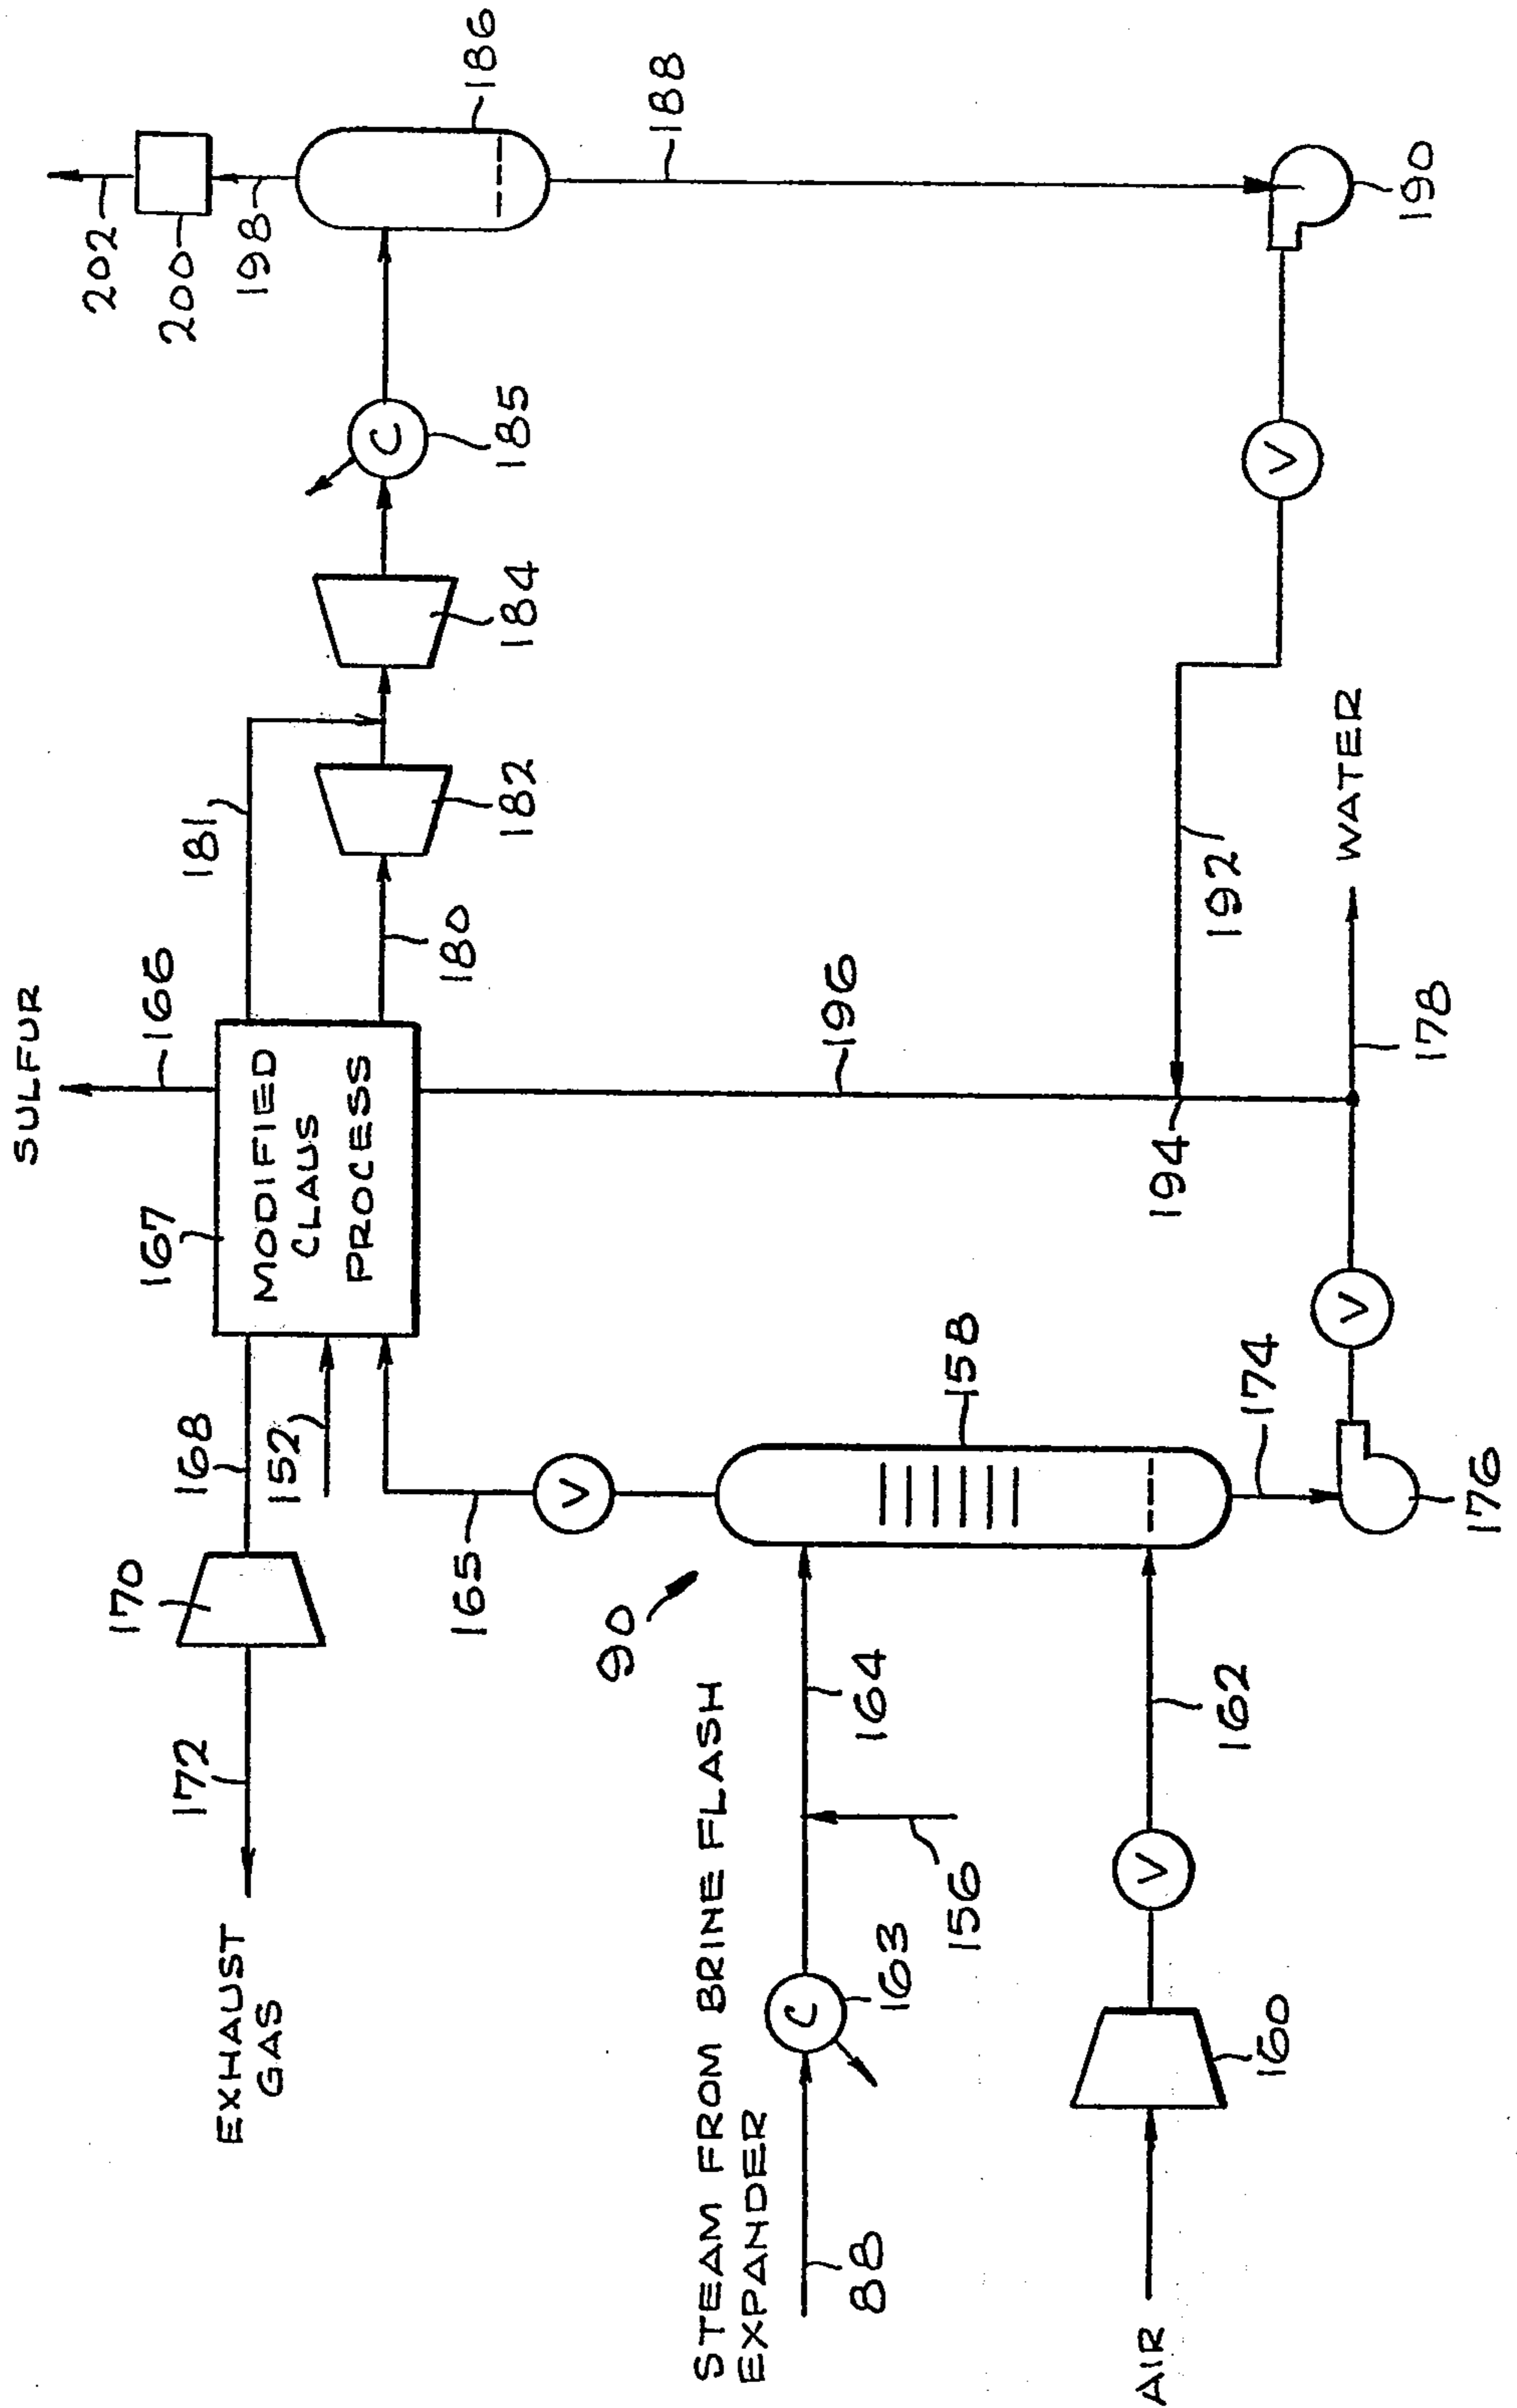 SULFUR
202
170
167
166
172
168
181
200
EXHAUST
GAS
198
152
MODIFIED
CLAUS
PROCESS
C
180
165
182
184
185
186
V
90
188
STEAM FROM BRINE FLASH
EXPANDER
C
88
163
164
196
156
158
AIR
V
194
192
160
162
174
V
V
WATER
178
190
176